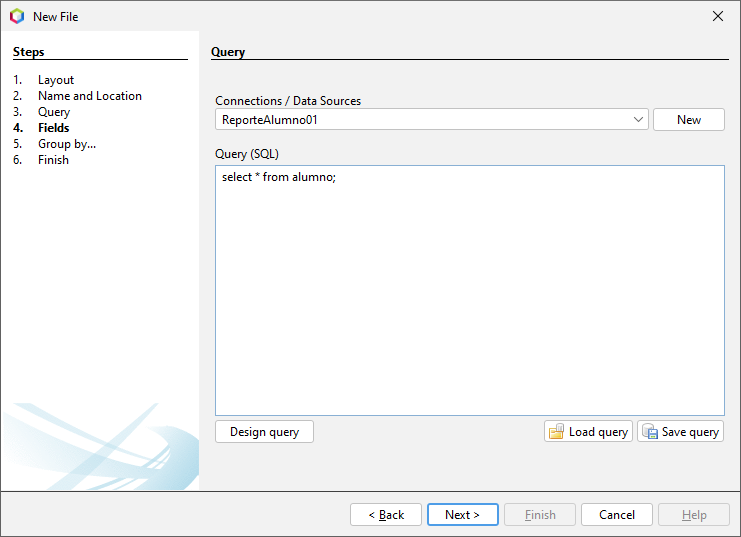 New File
Steps
1. Layout
2. Name and Location
3. Query
4. Fields
5. Group by...
6. Finish
Query
Connections / Data Sources
ReporteAlumno01
New
Query (SQL)
select * from alumno;
Design query
Load query
Save query
< Back
Next >
Finish
Cancel
Help